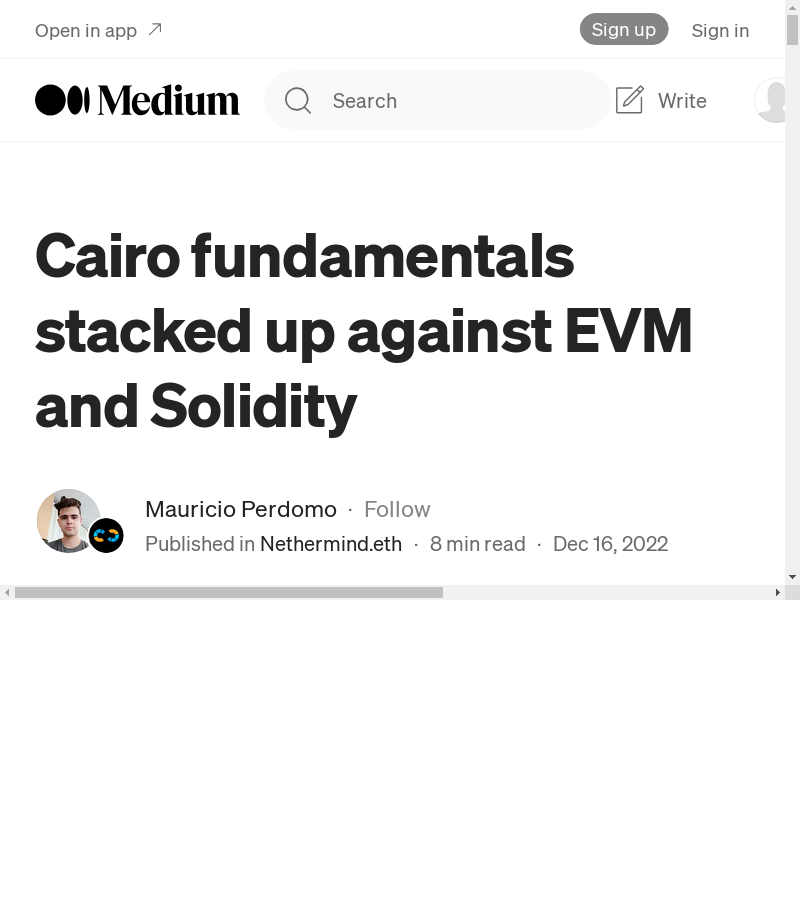 Open in app
Sign up
Sign in
Medium
Search
Write
Cairo fundamentals
stacked up against EVM
and Solidity
Mauricio Perdomo · Follow
Published in Nethermind.eth · 8 min read · Dec 16, 2022